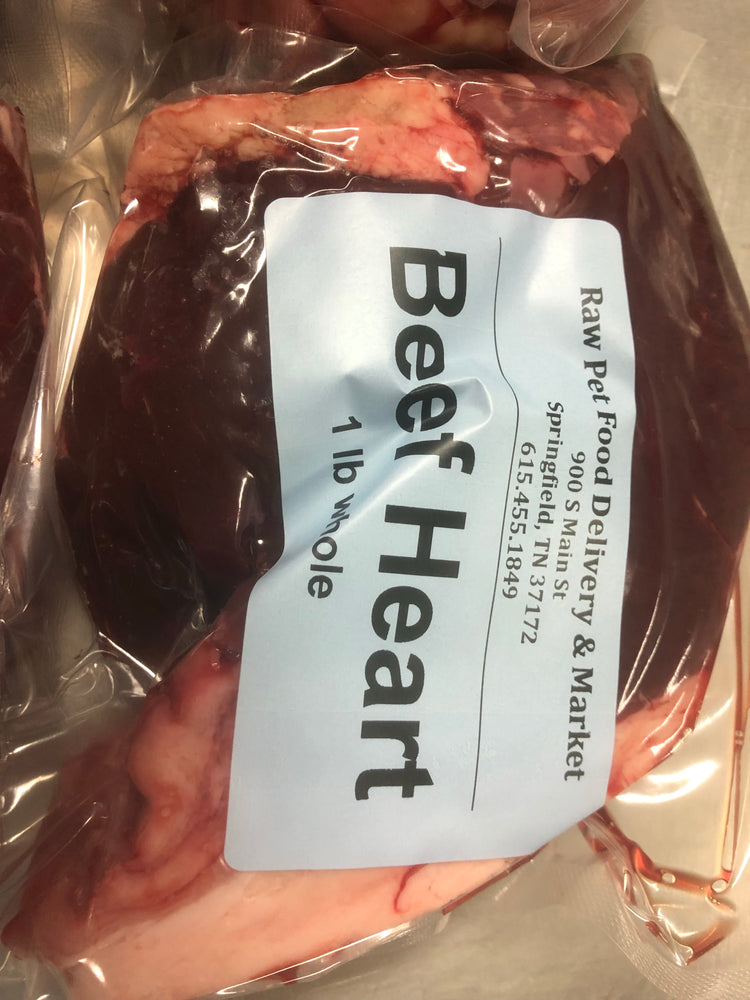 Raw Pet Food Delivery & Market
900 S Main St
Springfield, TN 37172
615.455.1849
Beef Heart
1 lb whole